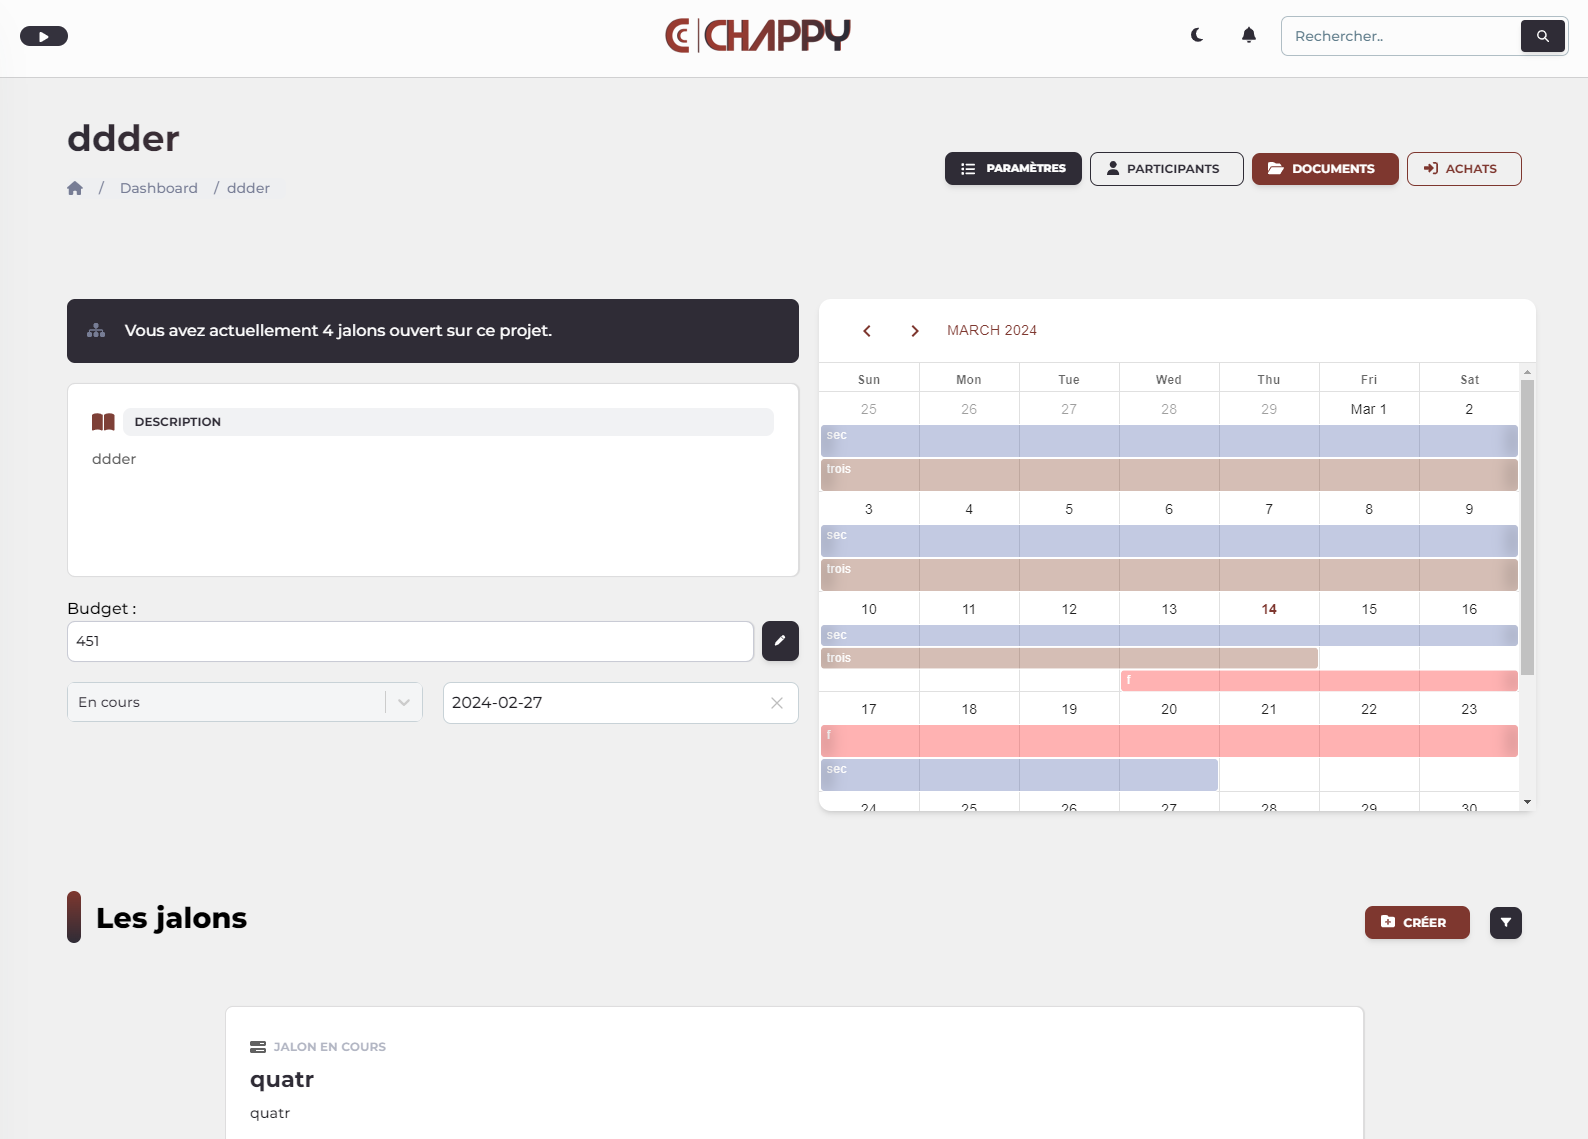 CHAPPY
Rechercher..
ddder
/ Dashboard / ddder
PARAMÈTRES
PARTICIPANTS
DOCUMENTS
ACHATS
Vous avez actuellement 4 jalons ouvert sur ce projet.
DESCRIPTION
ddder
Budget :
451
En cours
2024-02-27
MARCH 2024
Sun Mon Tue Wed Thu Fri Sat
25 26 27 28 29 Mar 1 2
sec
trois
3 4 5 6 7 8 9
sec
trois
10 11 12 13 14 15 16
sec
trois
f
17 18 19 20 21 22 23
f
sec
24 25 26 27 28 29 30
Les jalons
CRÉER
JALON EN COURS
quatr
quatr